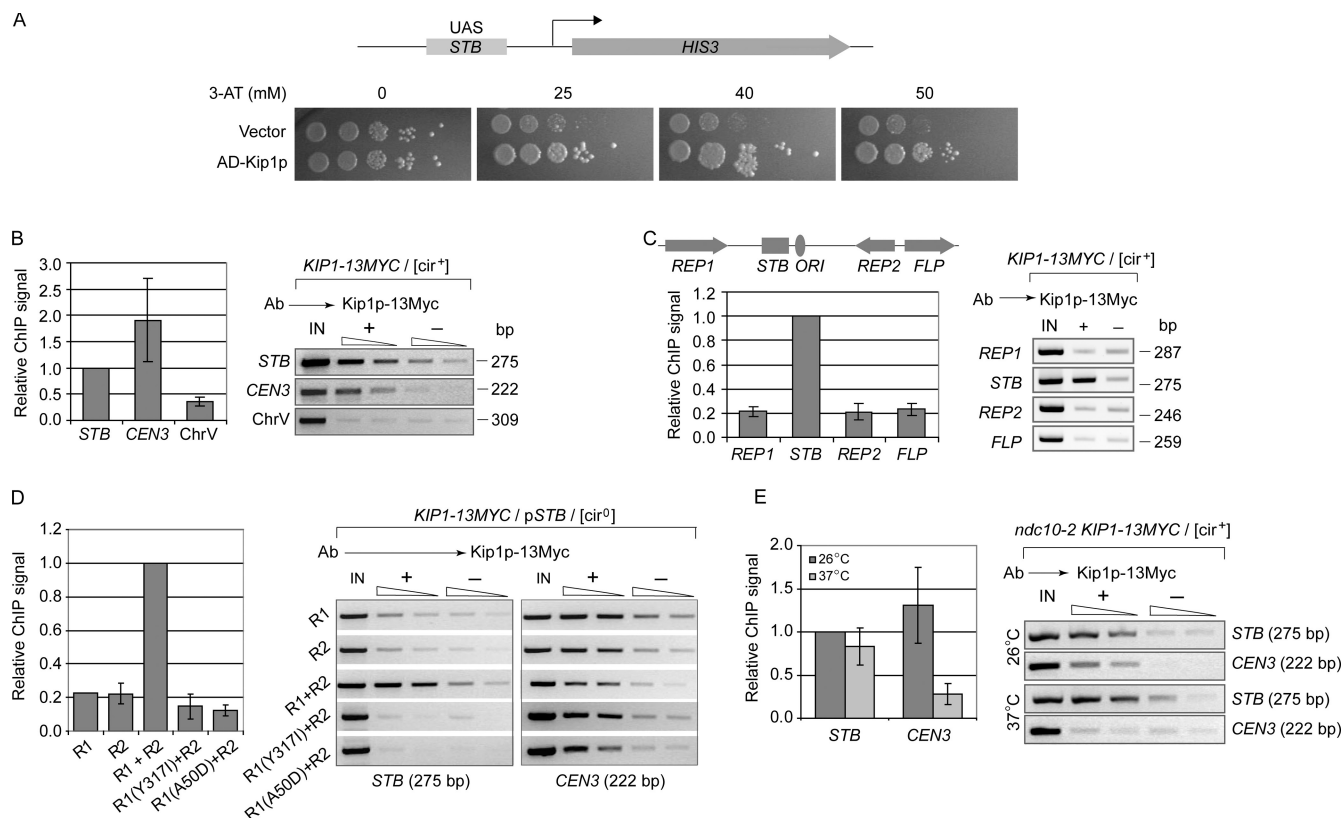 A
UAS
STB
HIS3
3-AT (mM)
0
25
40
50
Vector
AD-Kip1p
B
Relative ChIP signal
3.0
2.5
2.0
1.5
1.0
0.5
0.0
STB CEN3 ChrV
KIP1-13MYC / [cir⁺]
Ab Kip1p-13Myc
IN + – bp
STB 275
CEN3 222
ChrV 309
C
REP1 STB ORI REP2 FLP
Relative ChIP signal
1.2
1.0
0.8
0.6
0.4
0.2
0.0
REP1 STB REP2 FLP
KIP1-13MYC / [cir⁺]
Ab Kip1p-13Myc
IN + – bp
REP1 287
STB 275
REP2 246
FLP 259
D
Relative ChIP signal
1.2
1.0
0.8
0.6
0.4
0.2
0.0
R1
R2
R1 + R2
R1(Y317I)+R2
R1(A50D)+R2
KIP1-13MYC / pSTB / [cir⁰]
Ab Kip1p-13Myc
IN + – IN + –
R1
R2
R1+R2
R1(Y317I)+R2
R1(A50D)+R2
STB (275 bp) CEN3 (222 bp)
E
Relative ChIP signal
2.0
1.5
1.0
0.5
0.0
26°C
37°C
STB CEN3
ndc10-2 KIP1-13MYC / [cir⁺]
Ab Kip1p-13Myc
IN + –
26°C
STB (275 bp)
CEN3 (222 bp)
37°C
STB (275 bp)
CEN3 (222 bp)